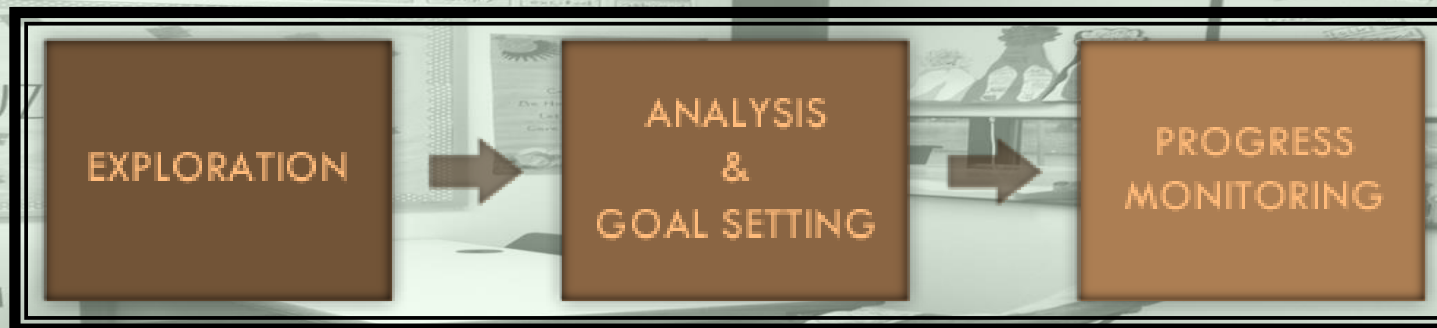 EXPLORATION
ANALYSIS
&
GOAL SETTING
PROGRESS
MONITORING